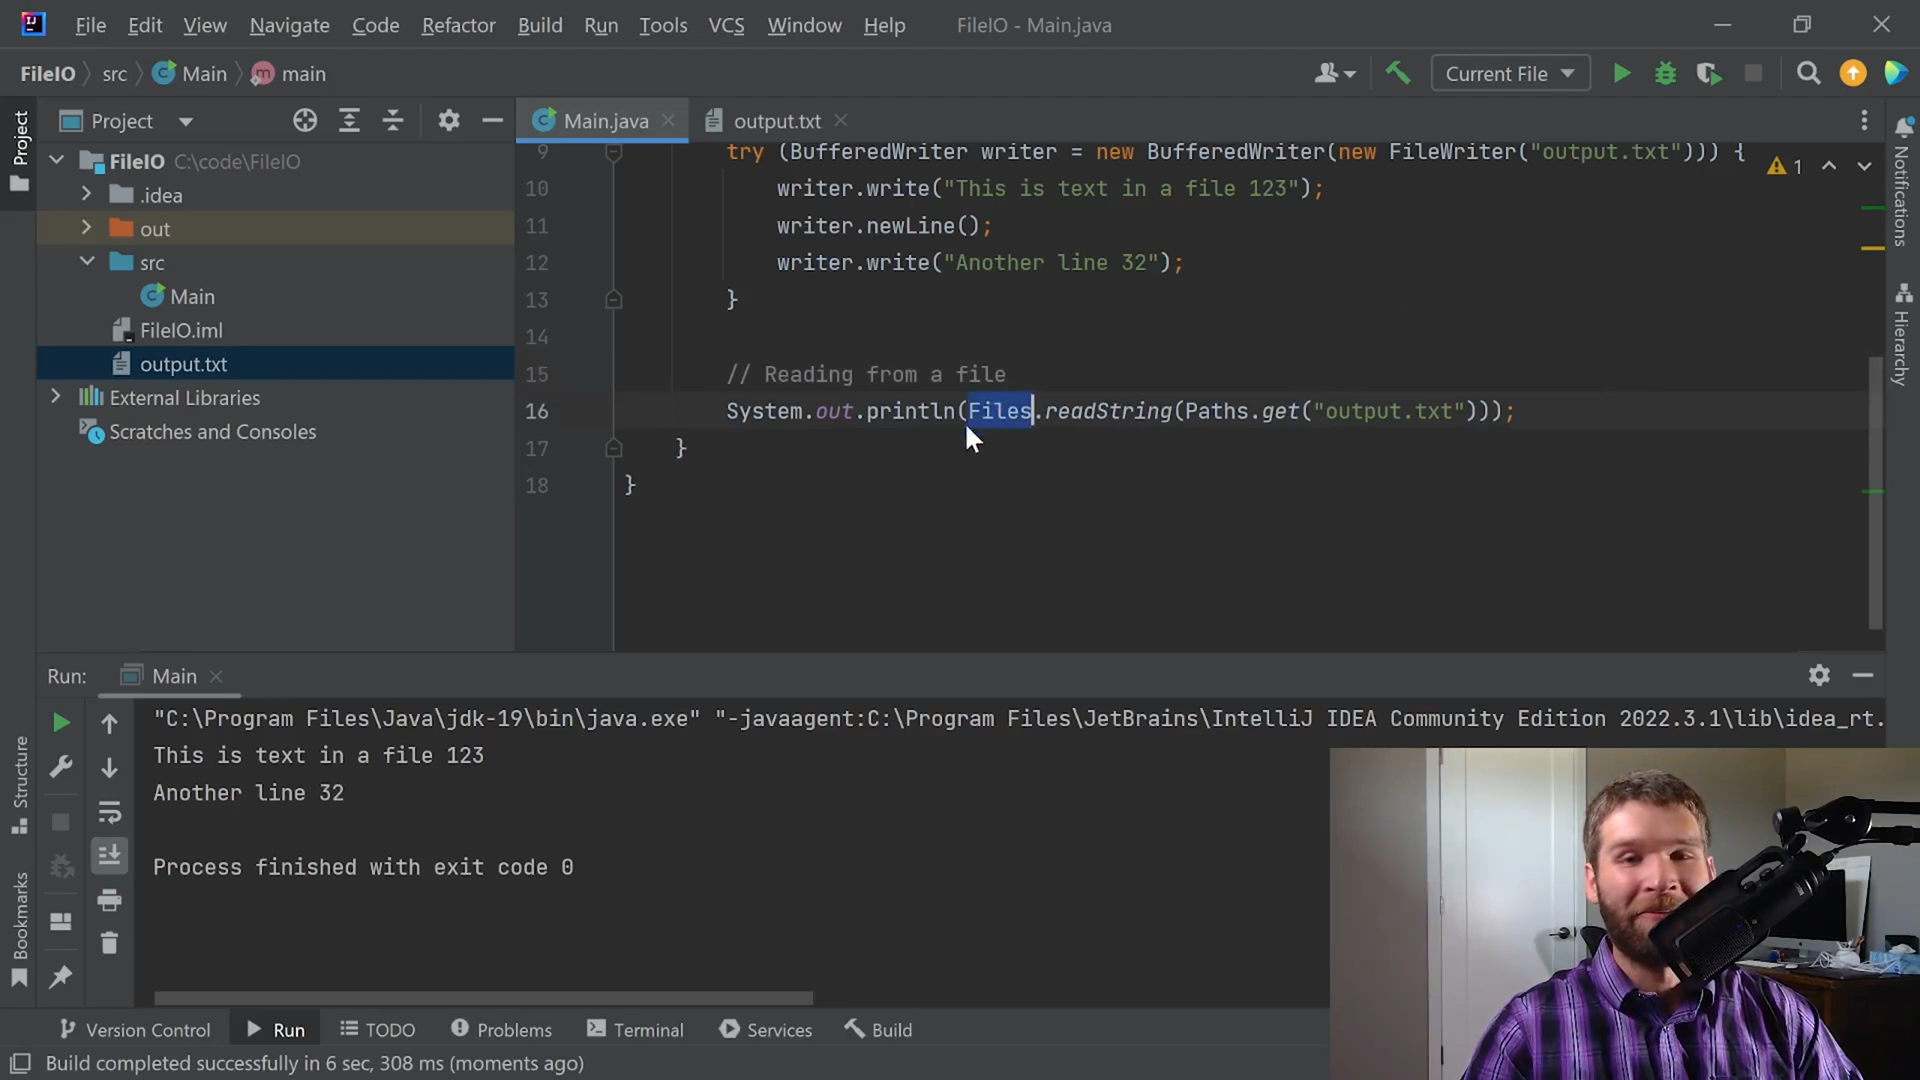 File Edit View Navigate Code Refactor Build Run Tools VCS Window Help FileIO - Main.java
FileIO src Main main Current File
Project Main.java output.txt
Project
FileIO C:\code\FileIO
.idea
out
src
Main
FileIO.iml
output.txt
External Libraries
Scratches and Consoles
9 try (BufferedWriter writer = new BufferedWriter(new FileWriter("output.txt"))) {
1
10 writer.write("This is text in a file 123");
11 writer.newLine();
12 writer.write("Another line 32");
13 }
14
15 // Reading from a file
16 System.out.println(Files.readString(Paths.get("output.txt")));
17 }
18 }
Notifications
Hierarchy
Run: Main
"C:\Program Files\Java\jdk-19\bin\java.exe" "-javaagent:C:\Program Files\JetBrains\IntelliJ IDEA Community Edition 2022.3.1\lib\idea_rt.
This is text in a file 123
Another line 32
Process finished with exit code 0
Structure
Bookmarks
Version Control Run TODO Problems Terminal Services Build
Build completed successfully in 6 sec, 308 ms (moments ago)